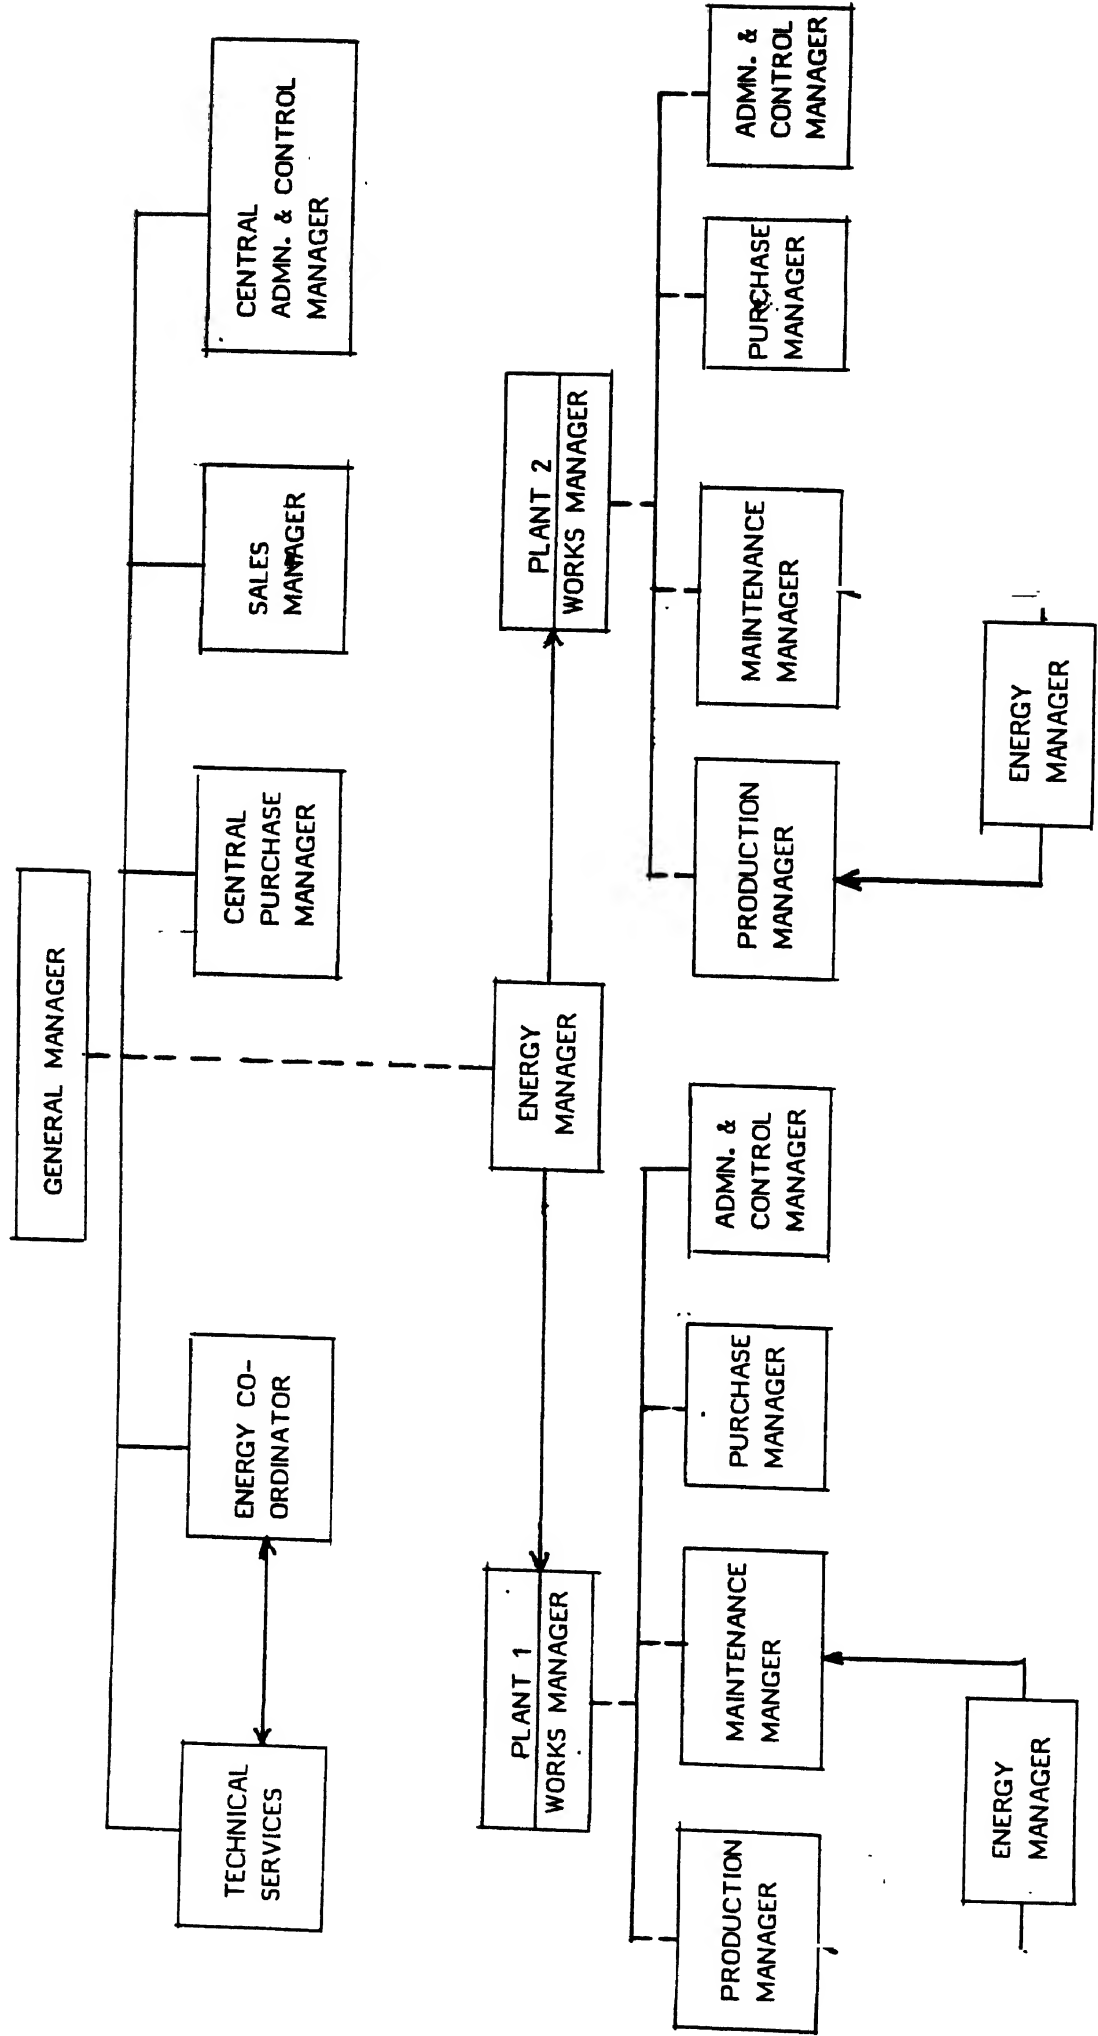 GENERAL MANAGER
TECHNICAL
SERVICES
ENERGY CO-
ORDINATOR
CENTRAL
PURCHASE
MANAGER
SALES
MANAGER
CENTRAL
ADMN. & CONTROL
MANAGER
PLANT 1
WORKS MANAGER
ENERGY
MANAGER
PLANT 2
WORKS MANAGER
PRODUCTION
MANAGER
MAINTENANCE
MANGER
PURCHASE
MANAGER
ADMN. &
CONTROL
MANAGER
PRODUCTION
MANAGER
MAINTENANCE
MANAGER
PURCHASE
MANAGER
ADMN. &
CONTROL
MANAGER
ENERGY
MANAGER
ENERGY
MANAGER